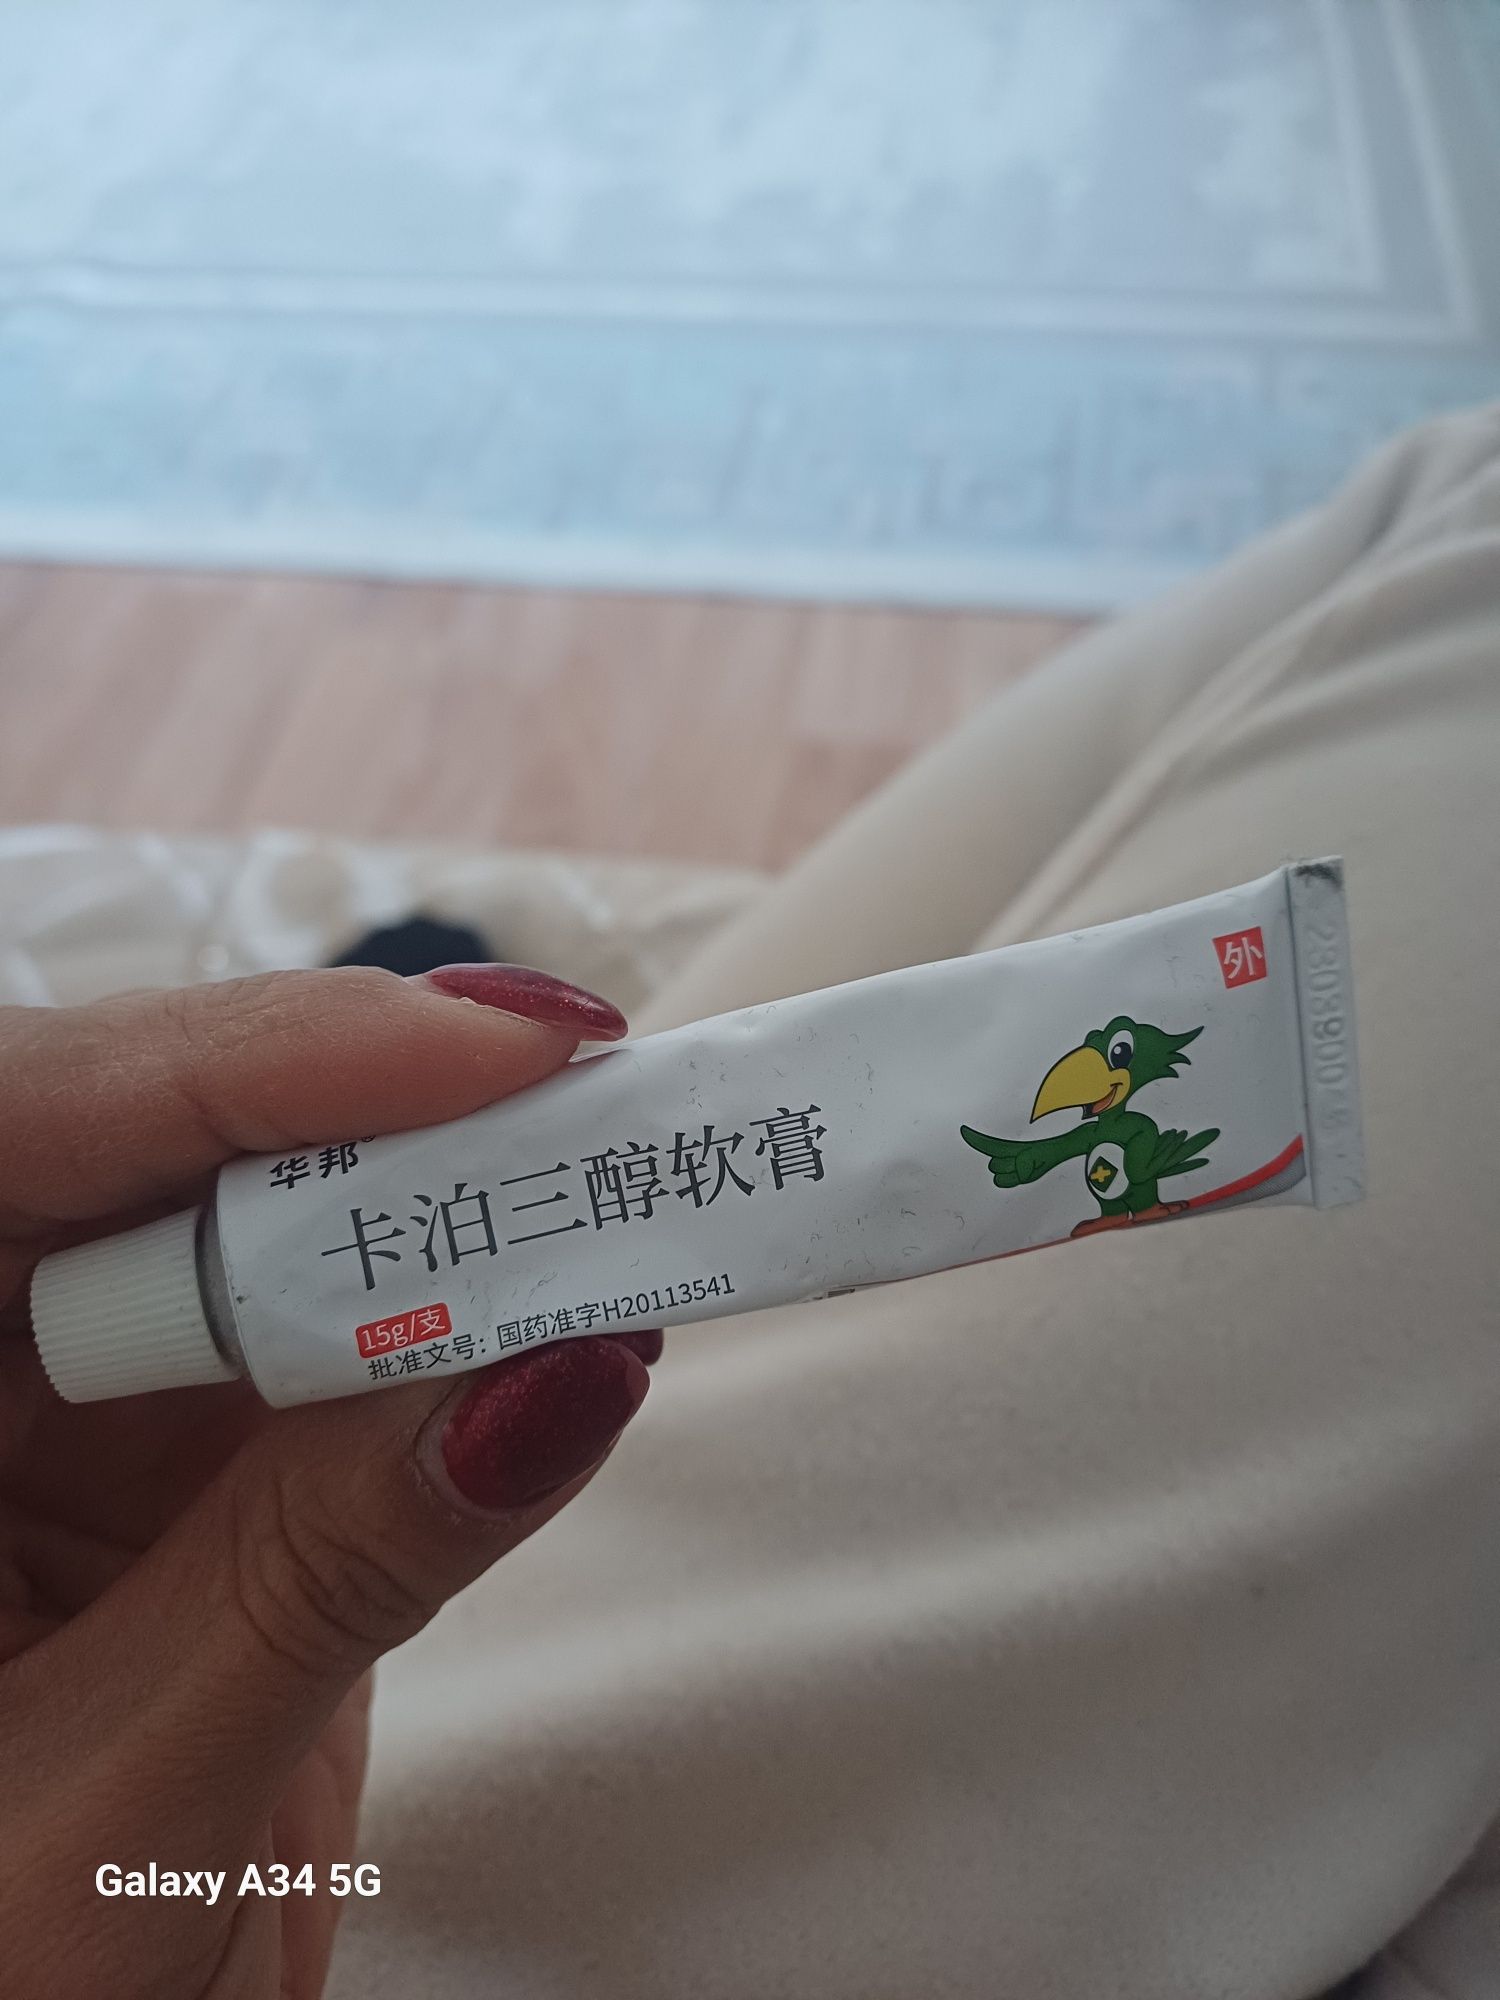 华邦®
卡泊三醇软膏
15g/支
批准文号：国药准字H20113541
外
Galaxy A34 5G